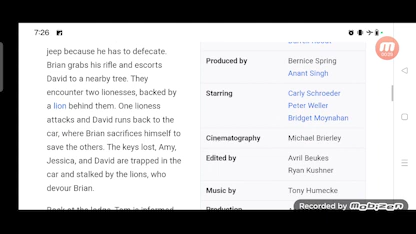 7:26
jeep because he has to defecate.
Brian grabs his rifle and escorts
David to a nearby tree. They
encounter two lionesses, backed by
a lion behind them. One lioness
attacks and David runs back to the
car, where Brian sacrifices himself to
save the others. The keys lost, Amy,
Jessica, and David are trapped in the
car and stalked by the lions, who
devour Brian.
Produced by Bernice Spring
Anant Singh
Starring Carly Schroeder
Peter Weller
Bridget Moynahan
Cinematography Michael Brierley
Edited by Avril Beukes
Ryan Kushner
Music by Tony Humecke
Recorded by mobizen